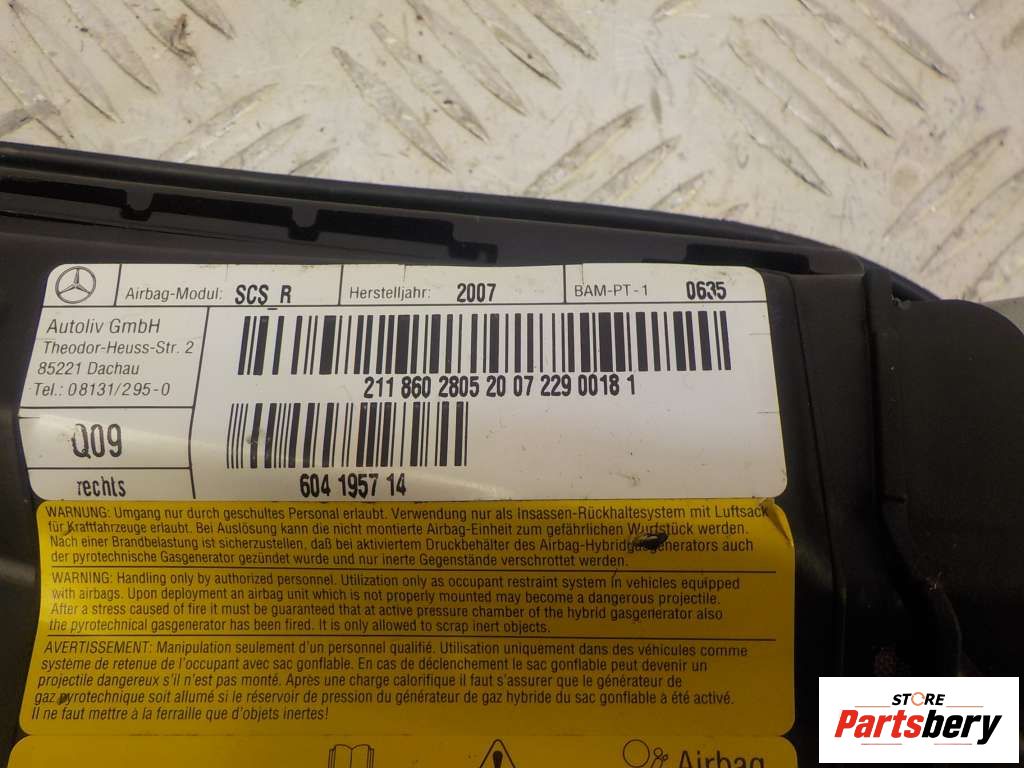 Airbag-Modul: SCS_R Herstelljahr: 2007 BAM-PT-1 0635
Autoliv GmbH
Theodor-Heuss-Str. 2
85221 Dachau
Tel.: 08131/295-0
211 860 2805 20 07 229 0018 1
Q09
rechts
604 1957 14
WARNUNG: Umgang nur durch geschultes Personal erlaubt. Verwendung nur als Insassen-Rückhaltesystem mit Luftsack
für Kraftfahrzeuge erlaubt. Bei Auslösung kann die nicht montierte Airbag-Einheit zum gefährlichen Wurfstück werden.
Nach einer Brandbelastung ist sicherzustellen, daß bei aktiviertem Druckbehälter des Airbag-Hybridgasgenerators auch
der pyrotechnische Gasgenerator gezündet wurde und nur inerte Gegenstände verschrottet werden.
WARNING: Handling only by authorized personnel. Utilization only as occupant restraint system in vehicles equipped
with airbags. Upon deployment an airbag unit which is not properly mounted may become a dangerous projectile.
After a stress caused of fire it must be guaranteed that at active pressure chamber of the hybrid gasgenerator also
the pyrotechnical gasgenerator has been fired. It is only allowed to scrap inert objects.
AVERTISSEMENT: Manipulation seulement d'un personnel qualifié. Utilisation uniquement dans des véhicules comme
système de retenue de l'occupant avec sac gonflable. En cas de déclenchement le sac gonflable peut devenir un
projectile dangereux s'il n'est pas monté. Après une charge calorifique il faut s'assurer que le générateur de
gaz pyrotechnique soit allumé si le réservoir de pression du générateur de gaz hybride du sac gonflable a été activé.
Il ne faut mettre à la ferraille que d'objets inertes!
Airbag
STORE
Partsbery